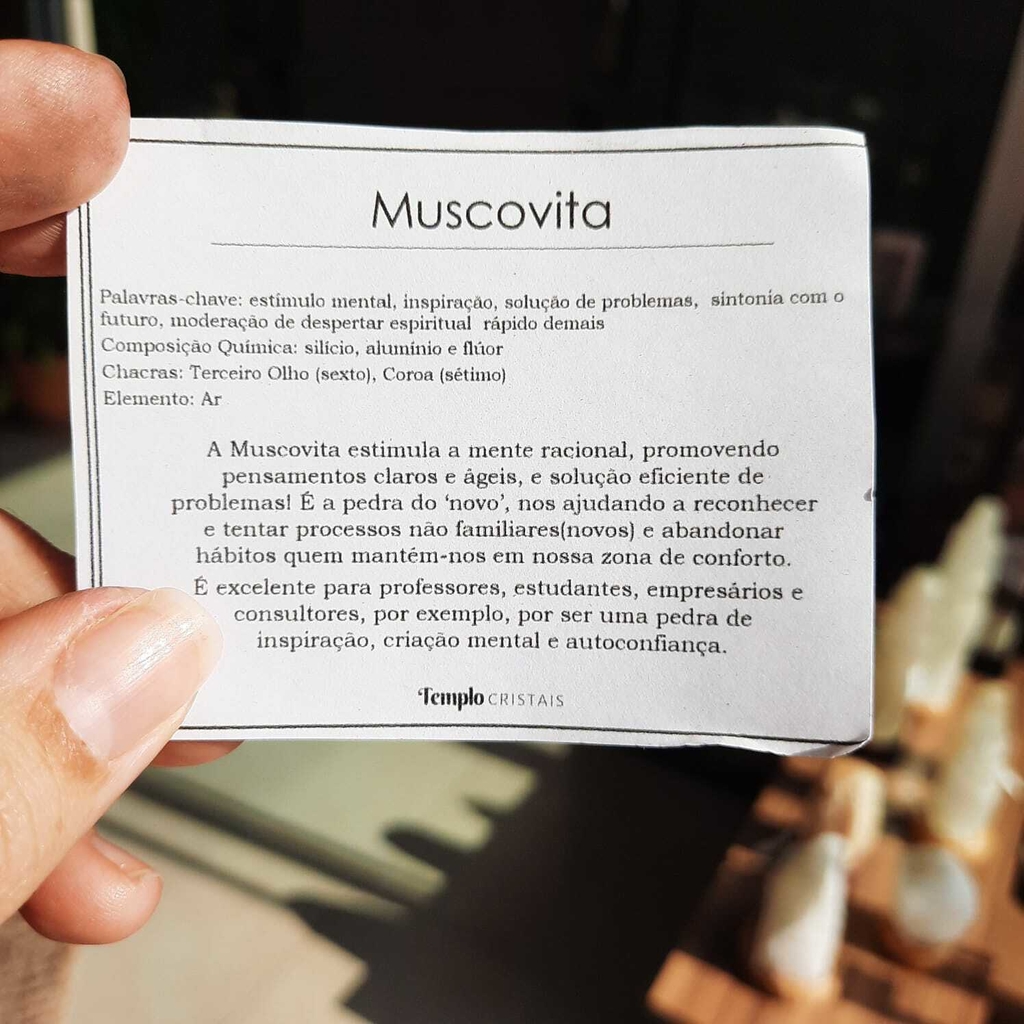 Muscovita
Palavras-chave: estímulo mental, inspiração, solução de problemas, sintonia com o
futuro, moderação de despertar espiritual rápido demais
Composição Química: silício, alumínio e flúor
Chacras: Terceiro Olho (sexto), Coroa (sétimo)
Elemento: Ar
A Muscovita estimula a mente racional, promovendo
pensamentos claros e ágeis, e solução eficiente de
problemas! É a pedra do ‘novo’, nos ajudando a reconhecer
e tentar processos não familiares(novos) e abandonar
hábitos quem mantém-nos em nossa zona de conforto.
É excelente para professores, estudantes, empresários e
consultores, por exemplo, por ser uma pedra de
inspiração, criação mental e autoconfiança.
Templo CRISTAIS